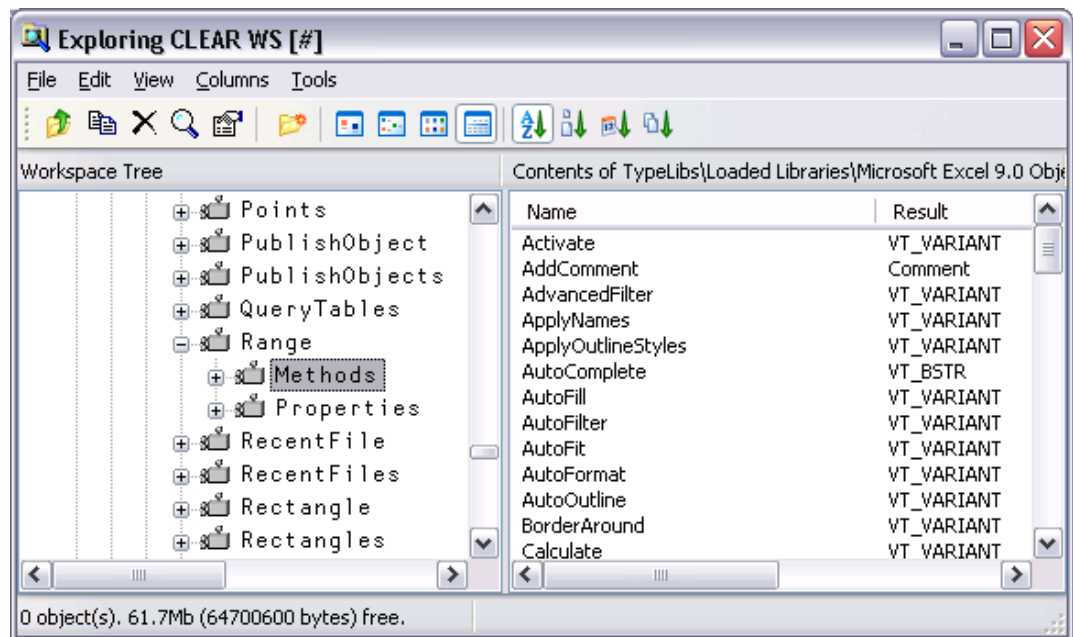 Exploring CLEAR WS [#]
File Edit View Columns Tools
Workspace Tree
Contents of TypeLibs\Loaded Libraries\Microsoft Excel 9.0 Obje
Points
PublishObject
PublishObjects
QueryTables
Range
Methods
Properties
RecentFile
RecentFiles
Rectangle
Rectangles
Name Result
Activate VT_VARIANT
AddComment Comment
AdvancedFilter VT_VARIANT
ApplyNames VT_VARIANT
ApplyOutlineStyles VT_VARIANT
AutoComplete VT_BSTR
AutoFill VT_VARIANT
AutoFilter VT_VARIANT
AutoFit VT_VARIANT
AutoFormat VT_VARIANT
AutoOutline VT_VARIANT
BorderAround VT_VARIANT
Calculate VT_VARIANT
0 object(s). 61.7Mb (64700600 bytes) free.